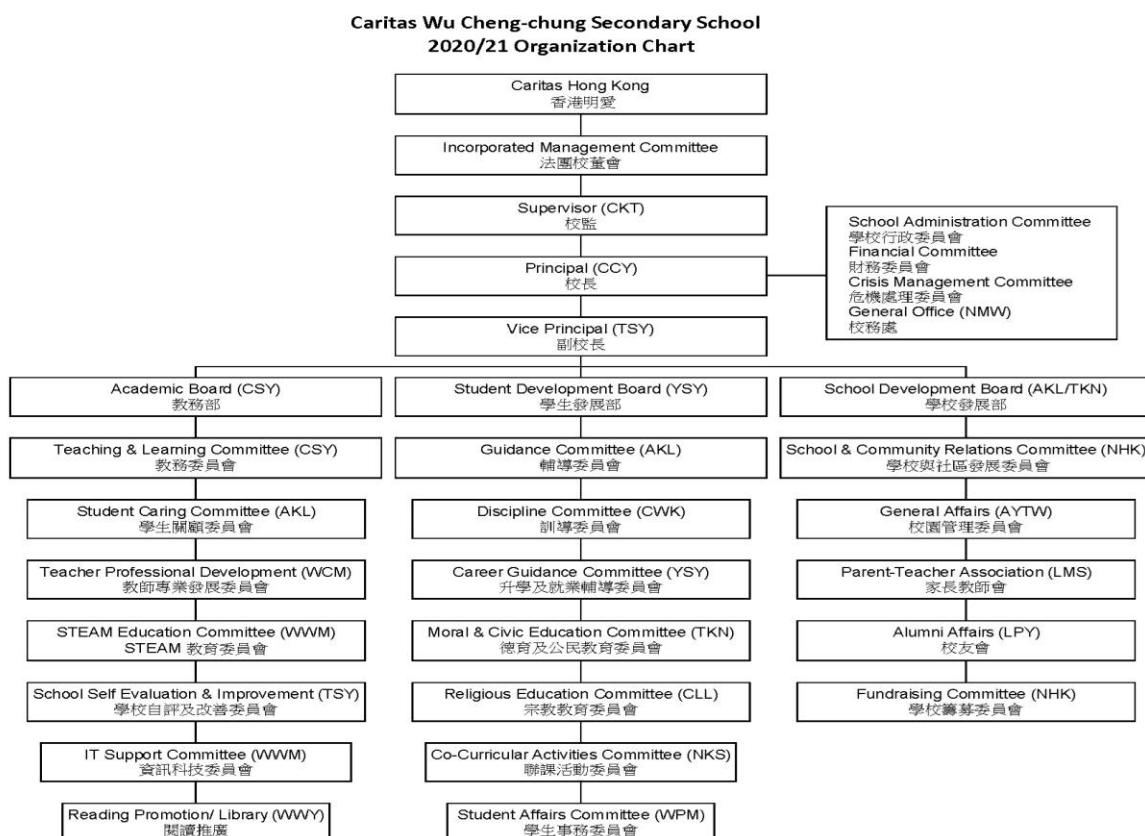 Caritas Wu Cheng-chung Secondary School
2020/21 Organization Chart
Caritas Hong Kong
香港明愛
Incorporated Management Committee
法團校董會
Supervisor (CKT)
校監
Principal (CCY)
校長
School Administration Committee
學校行政委員會
Financial Committee
財務委員會
Crisis Management Committee
危機處理委員會
General Office (NMW)
校務處
Vice Principal (TSY)
副校長
Academic Board (CSY)
教務部
Teaching & Learning Committee (CSY)
教務委員會
Student Caring Committee (AKL)
學生關顧委員會
Teacher Professional Development (WCM)
教師專業發展委員會
STEAM Education Committee (WWM)
STEAM 教育委員會
School Self Evaluation & Improvement (TSY)
學校自評及改善委員會
IT Support Committee (WWM)
資訊科技委員會
Reading Promotion/ Library (WWY)
閱讀推廣
Student Development Board (YSY)
學生發展部
Guidance Committee (AKL)
輔導委員會
Discipline Committee (CWK)
訓導委員會
Career Guidance Committee (YSY)
升學及就業輔導委員會
Moral & Civic Education Committee (TKN)
德育及公民教育委員會
Religious Education Committee (CLL)
宗教教育委員會
Co-Curricular Activities Committee (NKS)
聯課活動委員會
Student Affairs Committee (WPM)
學生事務委員會
School Development Board (AKL/TKN)
學校發展部
School & Community Relations Committee (NHK)
學校與社區發展委員會
General Affairs (AYTW)
校園管理委員會
Parent-Teacher Association (LMS)
家長教師會
Alumni Affairs (LPY)
校友會
Fundraising Committee (NHK)
學校籌募委員會